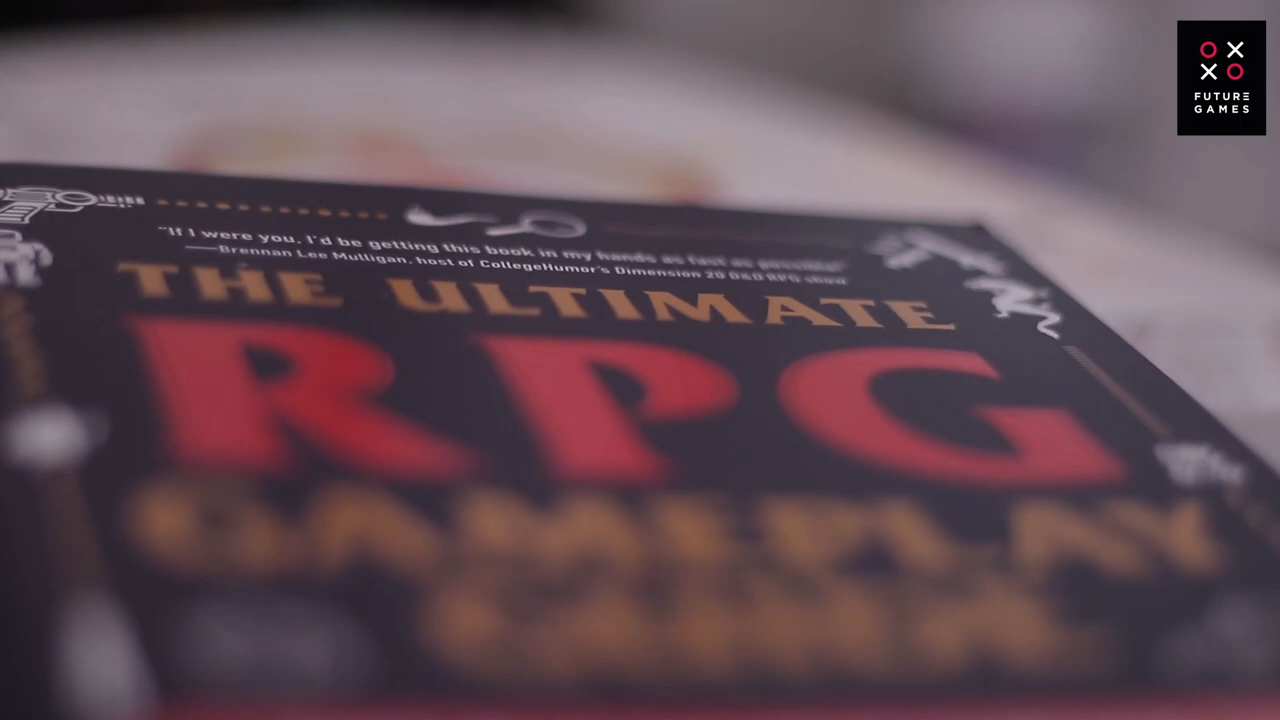 FUTURE
GAMES
"If I were you, I'd be getting this book in my hands as fast as possible"
—Brennan Lee Mulligan, host of CollegeHumor's Dimension 20 D&D RPG show
THE ULTIMATE
RPG
GAMEPLAY